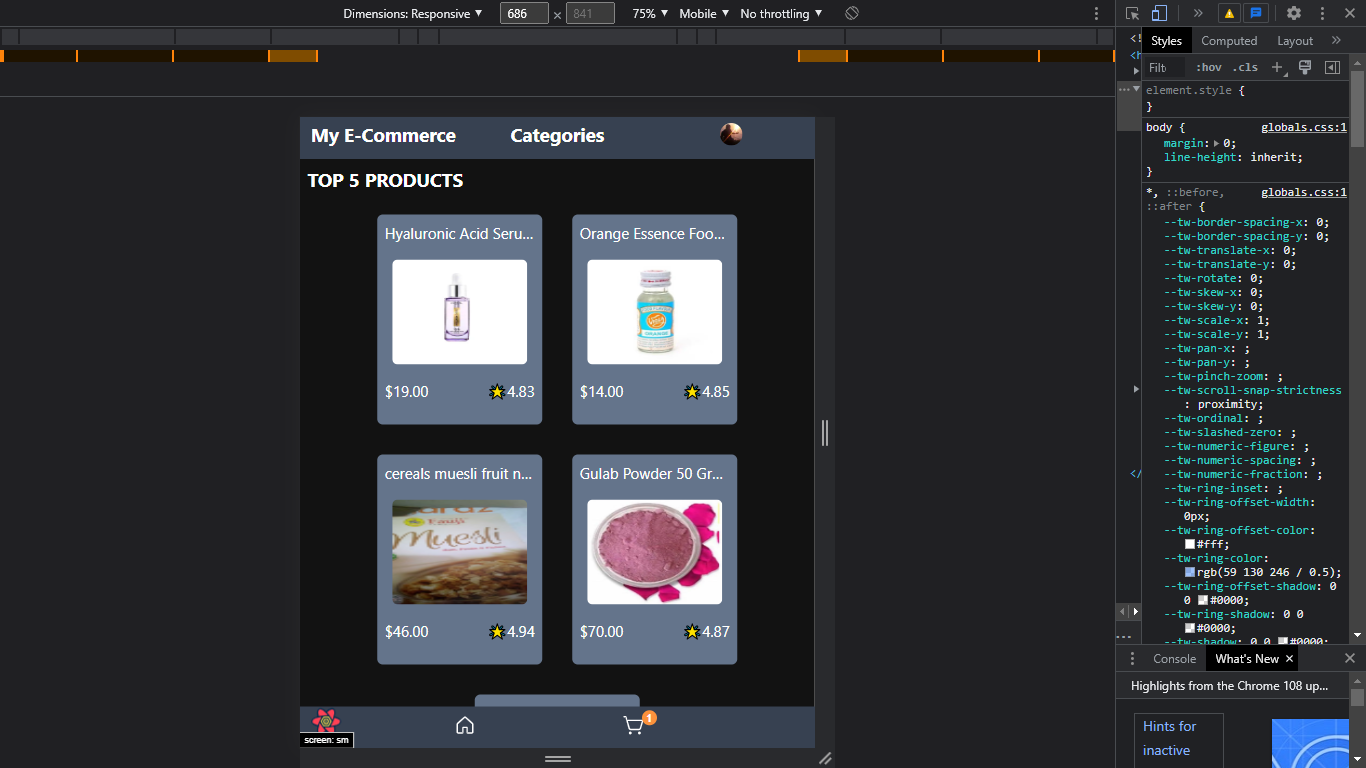 Dimensions: Responsive 686 × 841 75% Mobile No throttling
My E-Commerce Categories
TOP 5 PRODUCTS
Hyaluronic Acid Seru... Orange Essence Foo...
$19.00 4.83 $14.00 4.85
cereals muesli fruit n... Gulab Powder 50 Gr...
Fauji
Muesli
$46.00 4.94 $70.00 4.87
1
screen: sm
Styles Computed Layout
:hov .cls
element.style {
}
body { globals.css:1
margin: 0;
line-height: inherit;
}
*, ::before, globals.css:1
::after {
--tw-border-spacing-x: 0;
--tw-border-spacing-y: 0;
--tw-translate-x: 0;
--tw-translate-y: 0;
--tw-rotate: 0;
--tw-skew-x: 0;
--tw-skew-y: 0;
--tw-scale-x: 1;
--tw-scale-y: 1;
--tw-pan-x: ;
--tw-pan-y: ;
--tw-pinch-zoom: ;
--tw-scroll-snap-strictness
: proximity;
--tw-ordinal: ;
--tw-slashed-zero: ;
--tw-numeric-figure: ;
--tw-numeric-spacing: ;
--tw-numeric-fraction: ;
--tw-ring-inset: ;
--tw-ring-offset-width:
0px;
--tw-ring-offset-color:
#fff;
--tw-ring-color:
rgb(59 130 246 / 0.5);
--tw-ring-offset-shadow: 0
0 #0000;
--tw-ring-shadow: 0 0
#0000;
--tw-shadow: 0 0 #0000;
Console What's New
Highlights from the Chrome 108 up...
Hints for
inactive